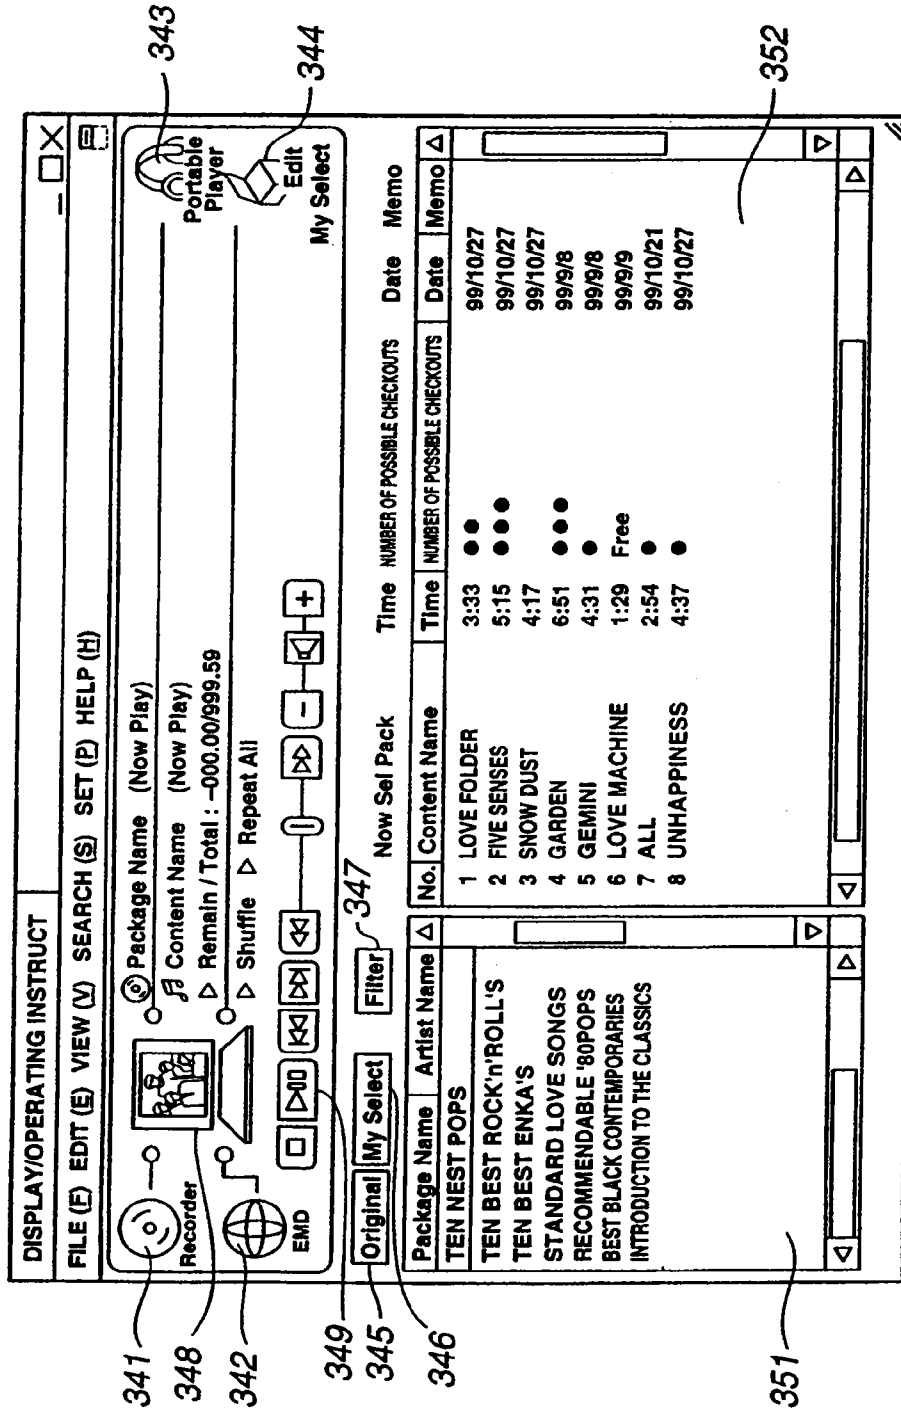 DISPLAY/OPERATING INSTRUCT
FILE (F) EDIT (E) VIEW (V) SEARCH (S) SET (P) HELP (H)
341
Recorder
348
342
EMD
Package Name (Now Play)
Content Name (Now Play)
▷ Remain / Total : –000.00/999.59
▷ Shuffle ▷ Repeat All
343
Portable
Player
344
Edit
My Select
349
345
346
Original My Select Filter
347
Now Sel Pack Time NUMBER OF POSSIBLE CHECKOUTS Date Memo
Package Name Artist Name
TEN NEST POPS
TEN BEST ROCK'n'ROLL'S
TEN BEST ENKA'S
STANDARD LOVE SONGS
RECOMMENDABLE '80POPS
BEST BLACK CONTEMPORARIES
INTRODUCTION TO THE CLASSICS
351
No. Content Name Time NUMBER OF POSSIBLE CHECKOUTS Date Memo
1 LOVE FOLDER 3:33 ●● 99/10/27
2 FIVE SENSES 5:15 ●●● 99/10/27
3 SNOW DUST 4:17 99/10/27
4 GARDEN 6:51 ●●● 99/9/8
5 GEMINI 4:31 ● 99/9/8
6 LOVE MACHINE 1:29 Free 99/9/9
7 ALL 2:54 ● 99/10/21
8 UNHAPPINESS 4:37 ● 99/10/27
352